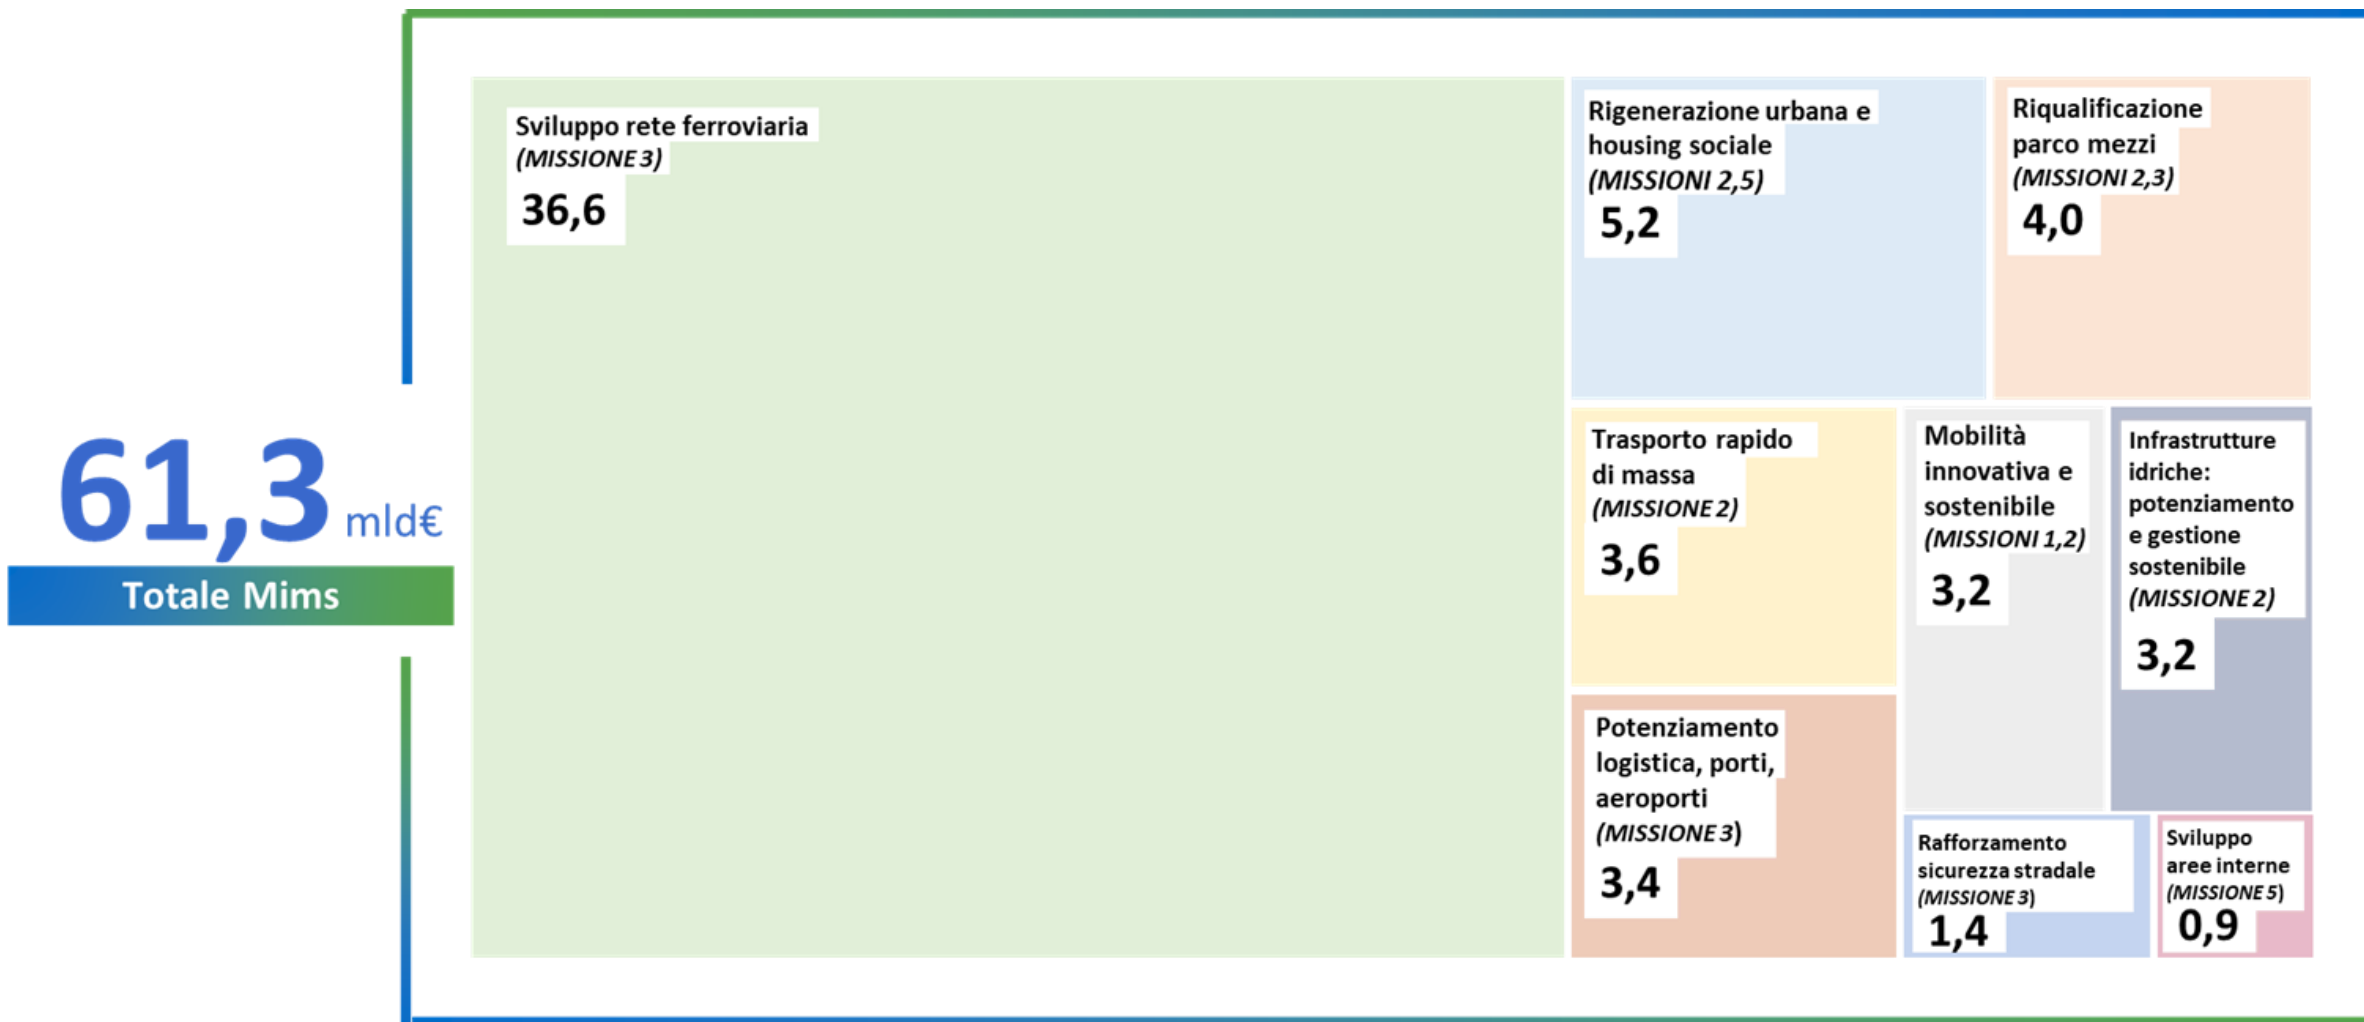 61,3 mld€
Totale Mims
Sviluppo rete ferroviaria
(MISSIONE 3)
36,6
Rigenerazione urbana e
housing sociale
(MISSIONI 2,5)
5,2
Riqualificazione
parco mezzi
(MISSIONI 2,3)
4,0
Trasporto rapido
di massa
(MISSIONE 2)
3,6
Mobilità
innovativa e
sostenibile
(MISSIONI 1,2)
3,2
Infrastrutture
idriche:
potenziamento
e gestione
sostenibile
(MISSIONE 2)
3,2
Potenziamento
logistica, porti,
aeroporti
(MISSIONE 3)
3,4
Rafforzamento
sicurezza stradale
(MISSIONE 3)
1,4
Sviluppo
aree interne
(MISSIONE 5)
0,9